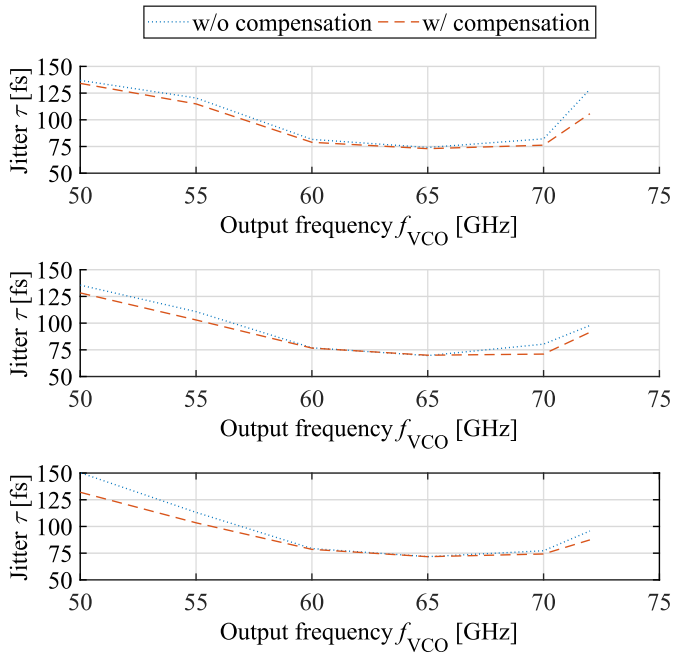 w/o compensation w/ compensation
150
125
100
75
50
Jitter τ [fs]
50 55 60 65 70 75
Output frequency f_VCO [GHz]
150
125
100
75
50
Jitter τ [fs]
50 55 60 65 70 75
Output frequency f_VCO [GHz]
150
125
100
75
50
Jitter τ [fs]
50 55 60 65 70 75
Output frequency f_VCO [GHz]